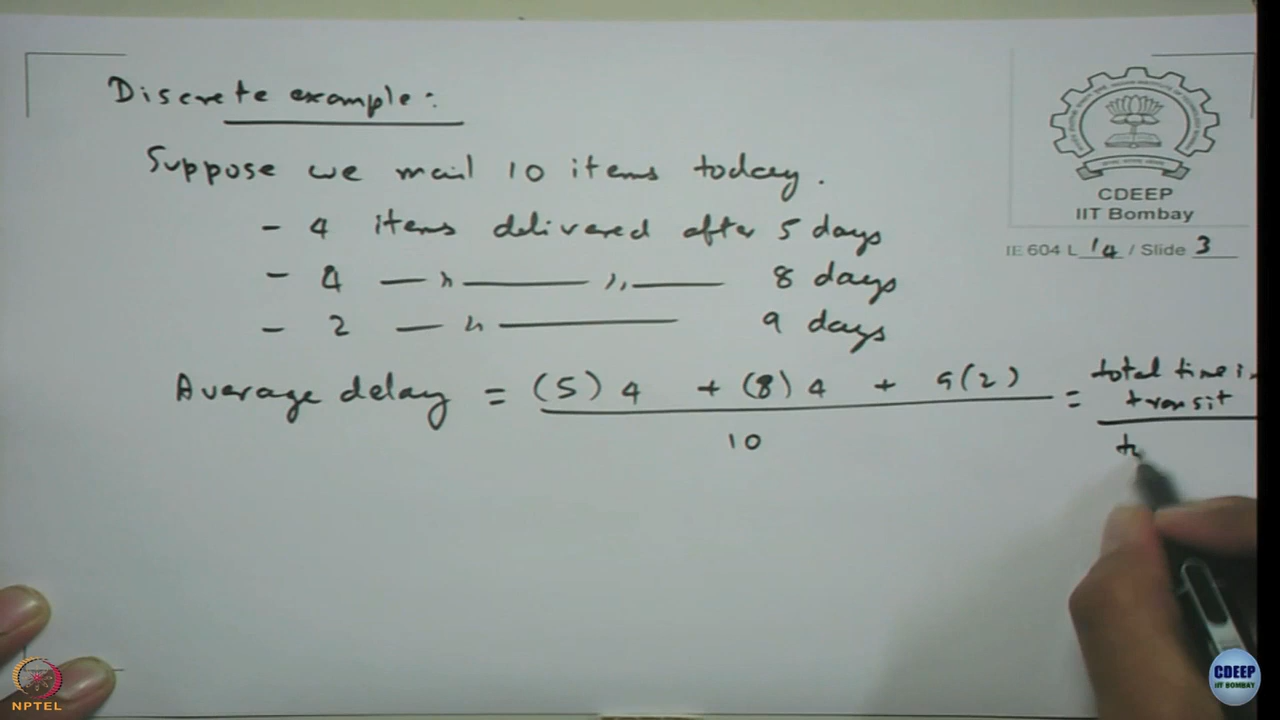 Discrete example:
Suppose we mail 10 items today.
- 4 items delivered after 5 days
- 4 — 〃 ——— 〃 —— 8 days
- 2 — 〃 ——— 9 days
Average delay = (5) 4 + (8) 4 + 9(2) = total time i
10 transit
CDEEP
IIT Bombay
IE 604 L 14 / Slide 3
NPTEL
CDEEP
IIT BOMBAY